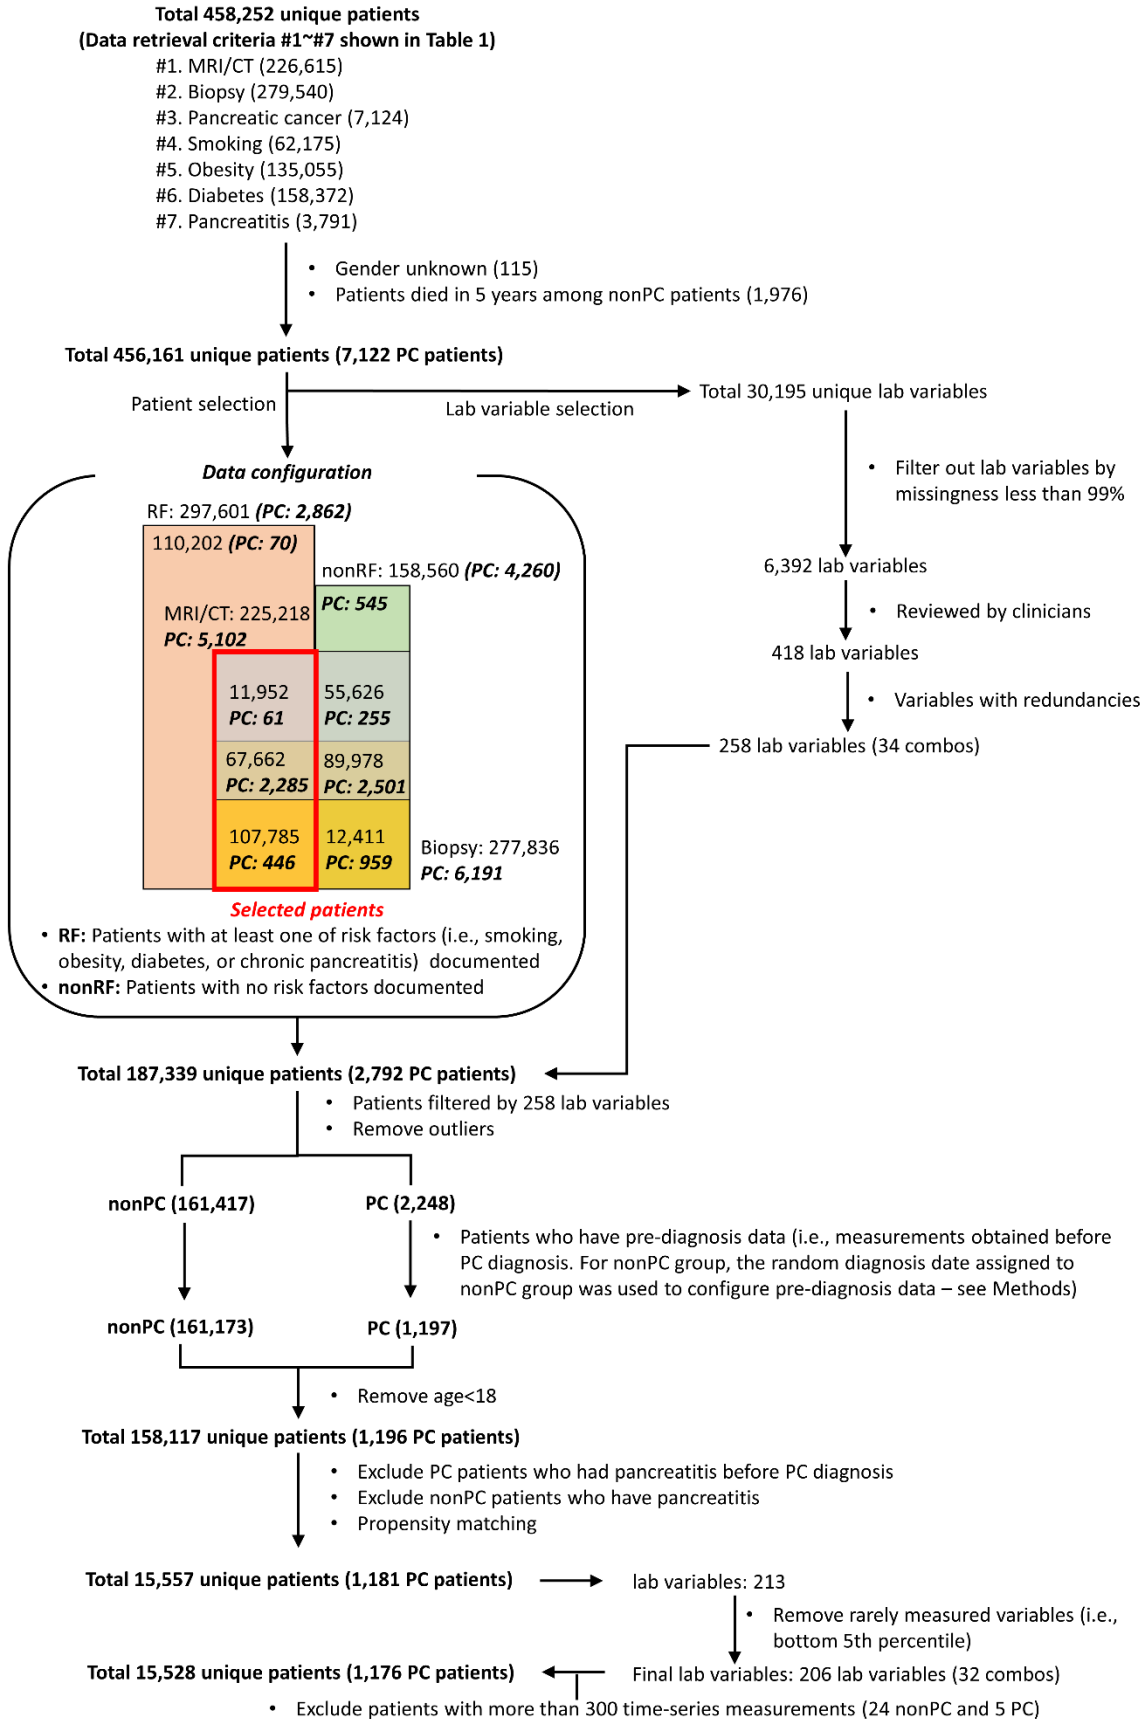 Total 458,252 unique patients
(Data retrieval criteria #1~#7 shown in Table 1)
#1. MRI/CT (226,615)
#2. Biopsy (279,540)
#3. Pancreatic cancer (7,124)
#4. Smoking (62,175)
#5. Obesity (135,055)
#6. Diabetes (158,372)
#7. Pancreatitis (3,791)
• Gender unknown (115)
• Patients died in 5 years among nonPC patients (1,976)
Total 456,161 unique patients (7,122 PC patients)
Patient selection
Lab variable selection
Total 30,195 unique lab variables
• Filter out lab variables by
missingness less than 99%
6,392 lab variables
• Reviewed by clinicians
418 lab variables
• Variables with redundancies
258 lab variables (34 combos)
Data configuration
RF: 297,601 (PC: 2,862)
110,202 (PC: 70)
nonRF: 158,560 (PC: 4,260)
PC: 545
MRI/CT: 225,218
PC: 5,102
11,952
PC: 61
55,626
PC: 255
67,662
PC: 2,285
89,978
PC: 2,501
107,785
PC: 446
12,411
PC: 959
Biopsy: 277,836
PC: 6,191
Selected patients
• RF: Patients with at least one of risk factors (i.e., smoking,
obesity, diabetes, or chronic pancreatitis) documented
• nonRF: Patients with no risk factors documented
Total 187,339 unique patients (2,792 PC patients)
• Patients filtered by 258 lab variables
• Remove outliers
nonPC (161,417)
PC (2,248)
• Patients who have pre-diagnosis data (i.e., measurements obtained before
PC diagnosis. For nonPC group, the random diagnosis date assigned to
nonPC group was used to configure pre-diagnosis data – see Methods)
nonPC (161,173)
PC (1,197)
• Remove age<18
Total 158,117 unique patients (1,196 PC patients)
• Exclude PC patients who had pancreatitis before PC diagnosis
• Exclude nonPC patients who have pancreatitis
• Propensity matching
Total 15,557 unique patients (1,181 PC patients)
lab variables: 213
• Remove rarely measured variables (i.e.,
bottom 5th percentile)
Total 15,528 unique patients (1,176 PC patients)
Final lab variables: 206 lab variables (32 combos)
• Exclude patients with more than 300 time-series measurements (24 nonPC and 5 PC)